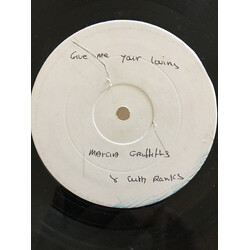 Give me your loving
Marcia Griffiths
& Cutty Ranks